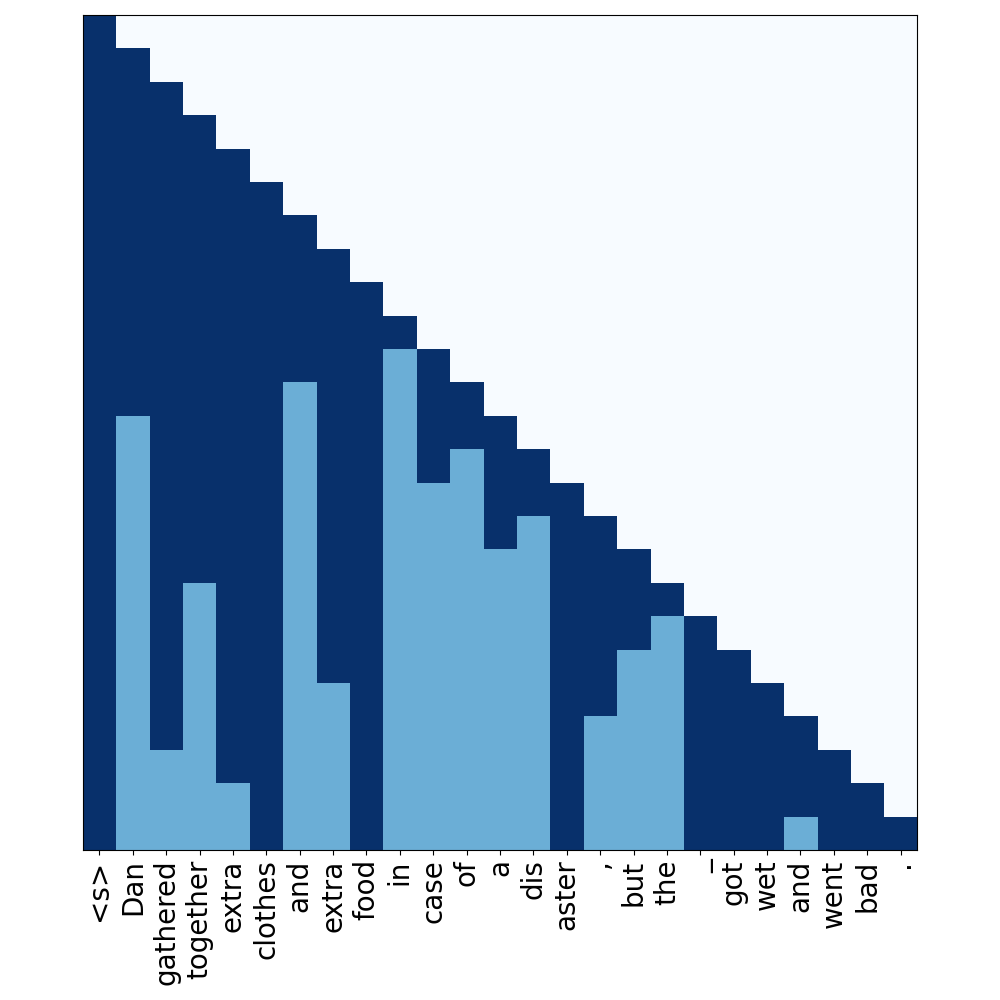 <s>
Dan
gathered
together
extra
clothes
and
extra
food
in
case
of
a
dis
aster
,
but
the
_
got
wet
and
went
bad
.